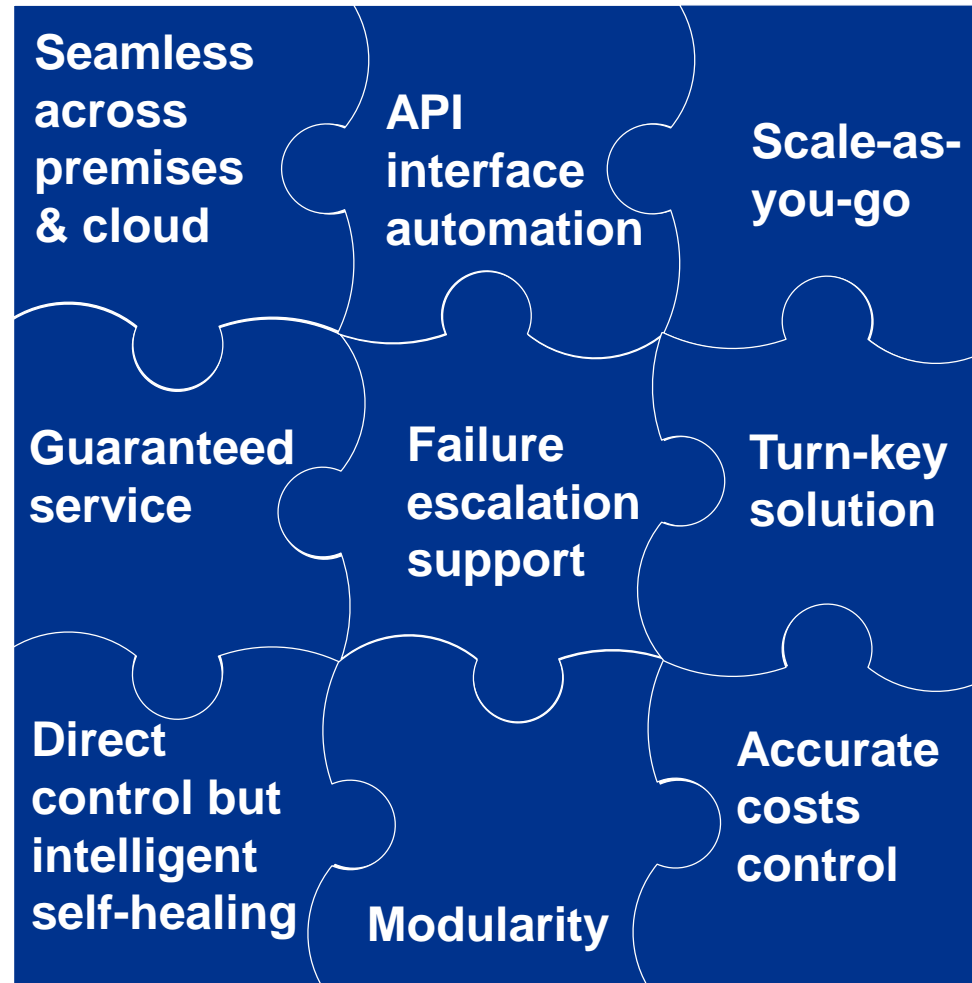 Seamless
across
premises
& cloud
API
interface
automation
Scale-as-
you-go
Guaranteed
service
Failure
escalation
support
Turn-key
solution
Direct
control but
intelligent
self-healing
Modularity
Accurate
costs
control